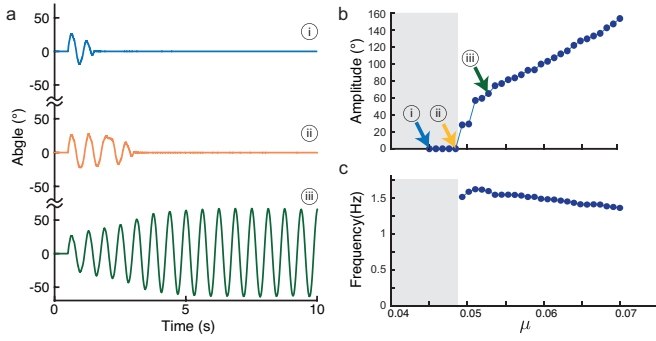 a
50
0
-50
i
50
0
-50
ii
Abgle (°)
50
0
-50
iii
0
5
10
Time (s)
b
160
140
120
100
80
60
40
20
0
Amplitude (°)
i
ii
iii
c
1.5
1
0.5
0
Frequency(Hz)
0.04
0.05
0.06
0.07
μ